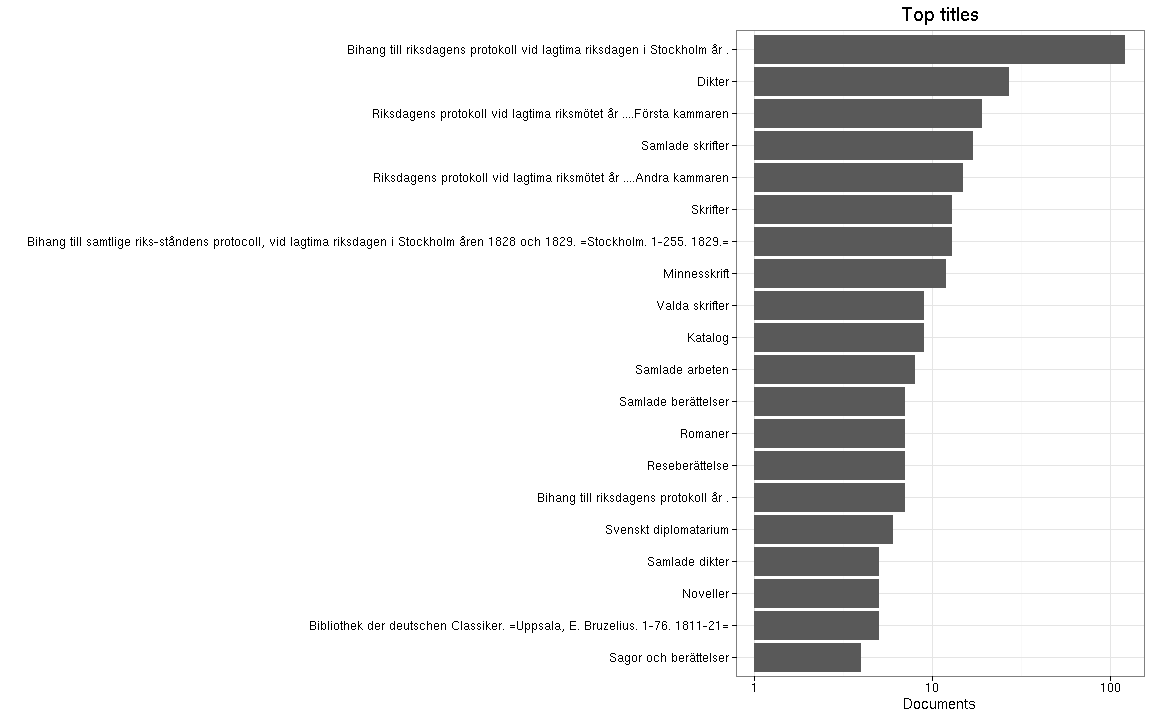 Top titles
Bihang till riksdagens protokoll vid lagtima riksdagen i Stockholm år .
Dikter
Riksdagens protokoll vid lagtima riksmötet år ....Första kammaren
Samlade skrifter
Riksdagens protokoll vid lagtima riksmötet år ....Andra kammaren
Skrifter
Bihang till samtlige riks-ståndens protocoll, vid lagtima riksdagen i Stockholm åren 1828 och 1829. =Stockholm. 1-255. 1829.=
Minnesskrift
Valda skrifter
Katalog
Samlade arbeten
Samlade berättelser
Romaner
Reseberättelse
Bihang till riksdagens protokoll år .
Svenskt diplomatarium
Samlade dikter
Noveller
Bibliothek der deutschen Classiker. =Uppsala, E. Bruzelius. 1-76. 1811-21=
Sagor och berättelser
1 10 100
Documents